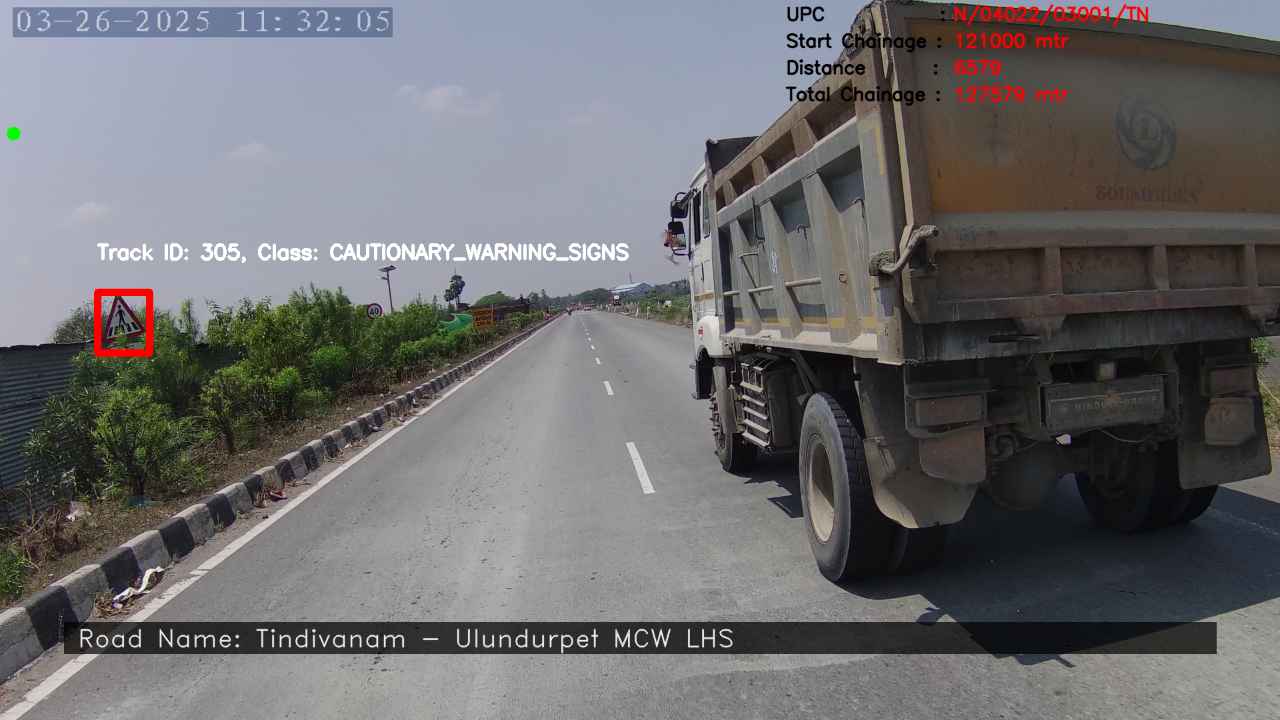 03-26-2025 11:32:05
UPC : N/04022/03001/TN
Start Chainage : 121000 mtr
Distance : 6579
Total Chainage : 127579 mtr
Track ID: 305, Class: CAUTIONARY_WARNING_SIGNS
40
Road Name: Tindivanam - Ulundurpet MCW LHS